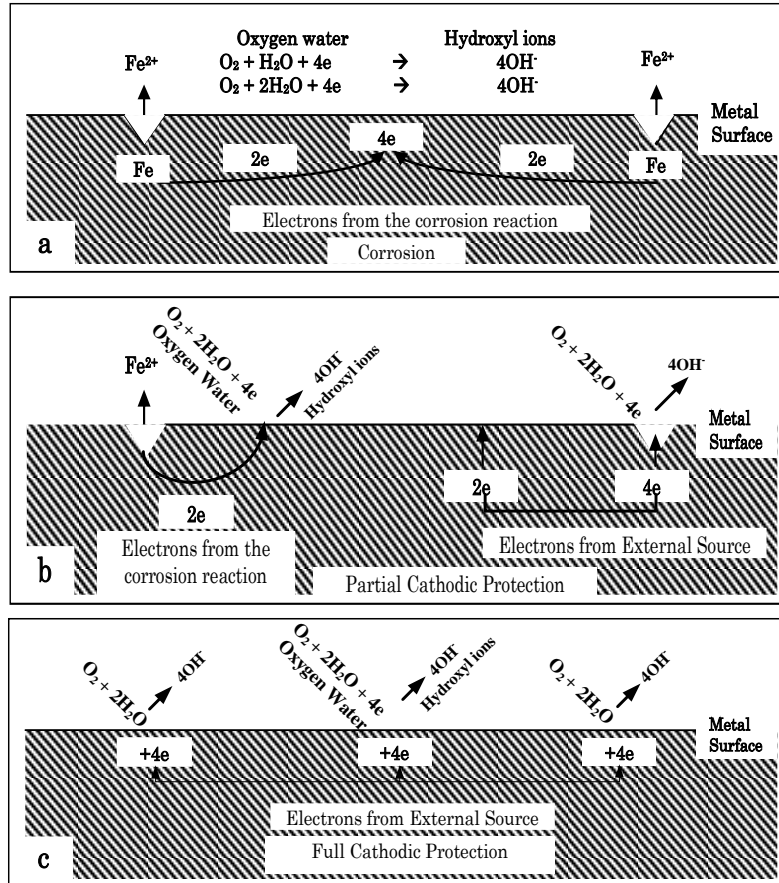 Oxygen water Hydroxyl ions
O₂ + H₂O + 4e → 4OH⁻
O₂ + 2H₂O + 4e → 4OH⁻
Fe²⁺ Fe²⁺
Metal
Surface
4e
Fe 2e 2e Fe
Electrons from the corrosion reaction
Corrosion
a
O₂ + 2H₂O + 4e
Oxygen Water
4OH⁻
Hydroxyl ions
Fe²⁺
O₂ + 2H₂O + 4e
4OH⁻
Metal
Surface
2e 4e
2e
Electrons from the
corrosion reaction
Electrons from External Source
Partial Cathodic Protection
b
O₂ + 2H₂O
4OH⁻
O₂ + 2H₂O + 4e
Oxygen Water
4OH⁻
Hydroxyl ions
O₂ + 2H₂O
4OH⁻
Metal
Surface
+4e +4e +4e
Electrons from External Source
Full Cathodic Protection
c